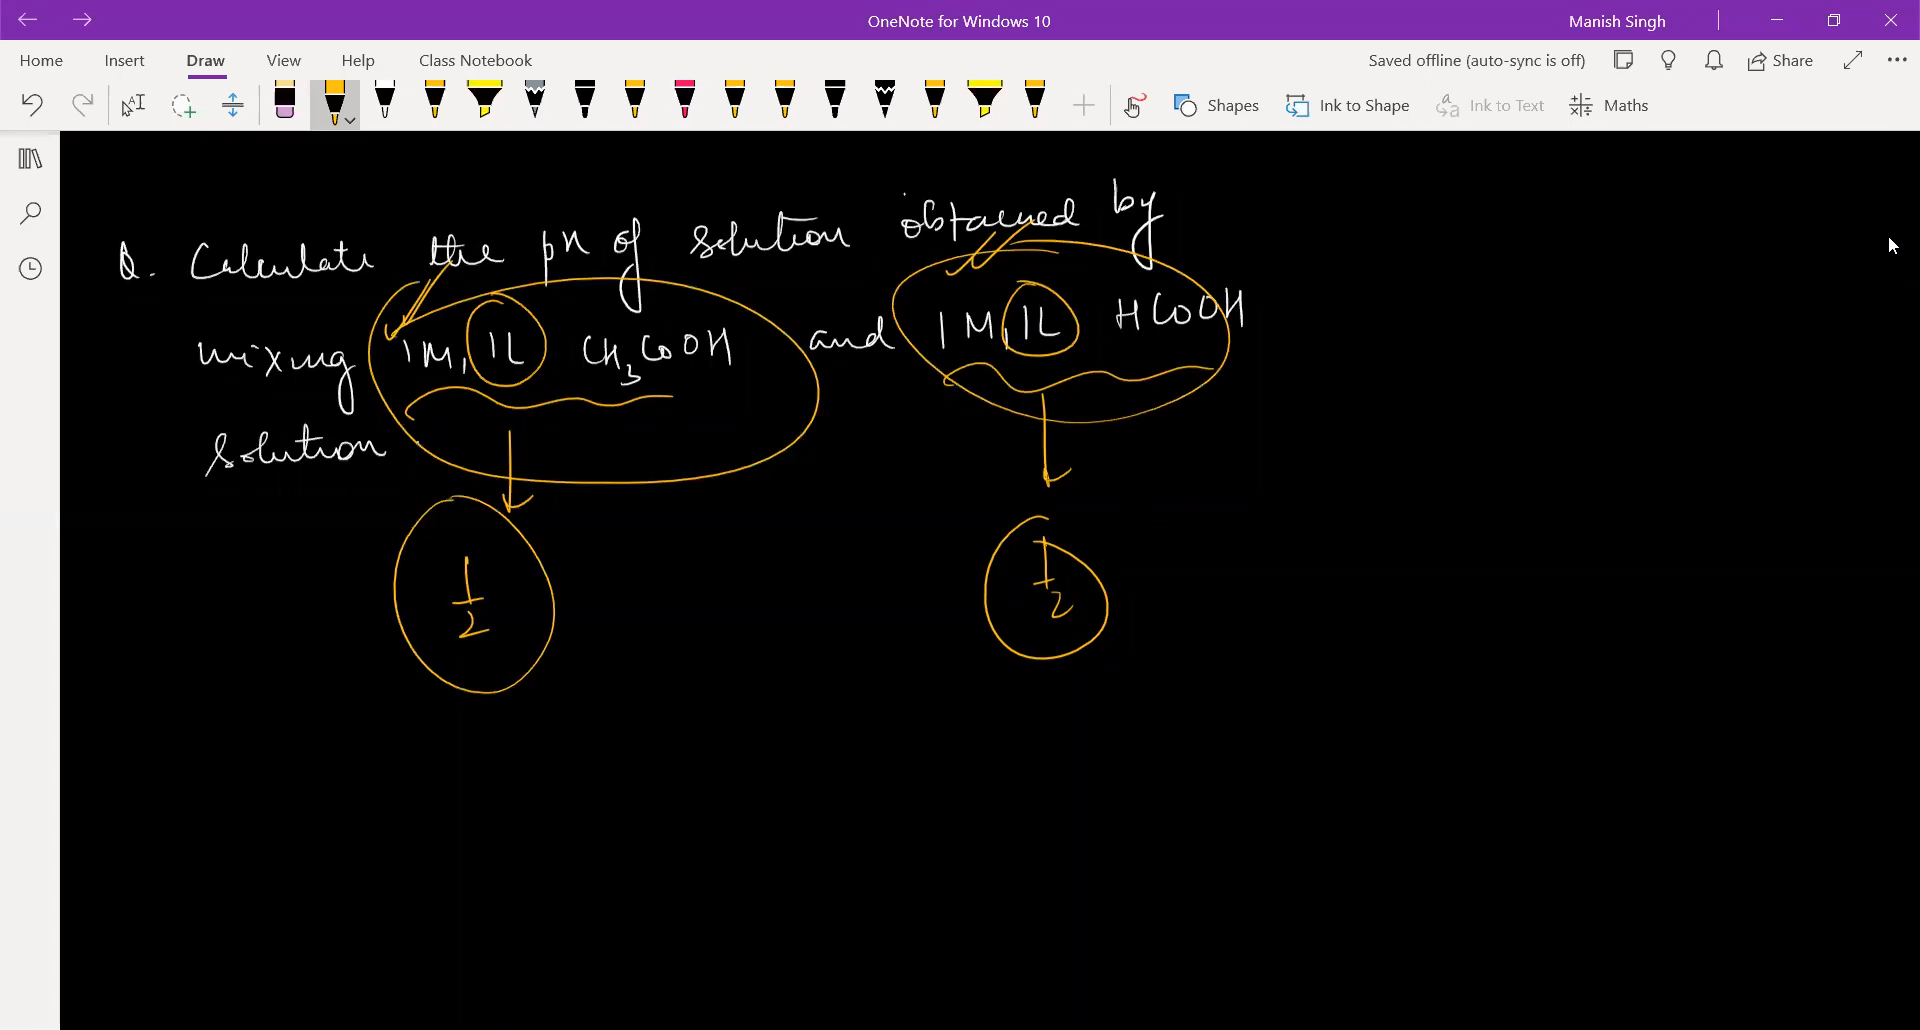 OneNote for Windows 10
Manish Singh
Home Insert Draw View Help Class Notebook
Saved offline (auto-sync is off) Share
Shapes Ink to Shape Ink to Text Maths
Q. Calculate the pH of solution obtained by
mixing 1M, 1L CH₃COOH and 1M, 1L HCOOH
solution
1/2 1/2